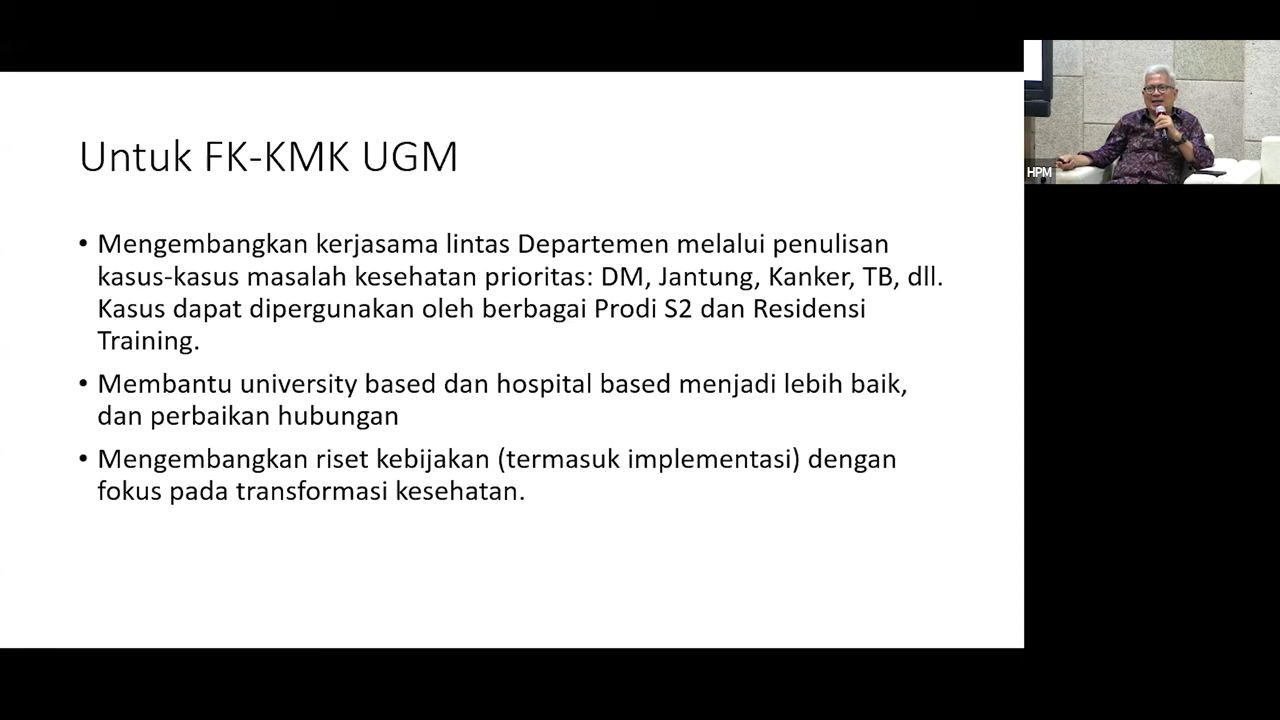 Untuk FK-KMK UGM
• Mengembangkan kerjasama lintas Departemen melalui penulisan
kasus-kasus masalah kesehatan prioritas: DM, Jantung, Kanker, TB, dll.
Kasus dapat dipergunakan oleh berbagai Prodi S2 dan Residensi
Training.
• Membantu university based dan hospital based menjadi lebih baik,
dan perbaikan hubungan
• Mengembangkan riset kebijakan (termasuk implementasi) dengan
fokus pada transformasi kesehatan.
HPM